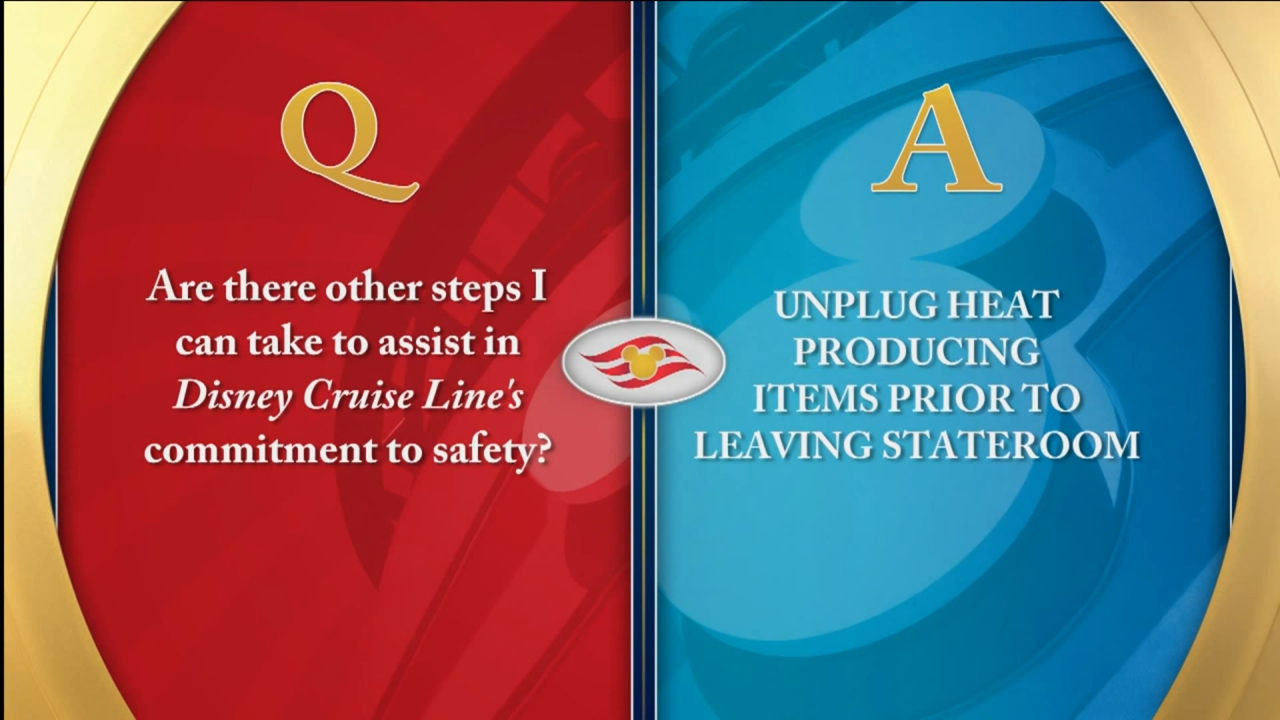 Q
Are there other steps I
can take to assist in
Disney Cruise Line's
commitment to safety?
A
UNPLUG HEAT
PRODUCING
ITEMS PRIOR TO
LEAVING STATEROOM